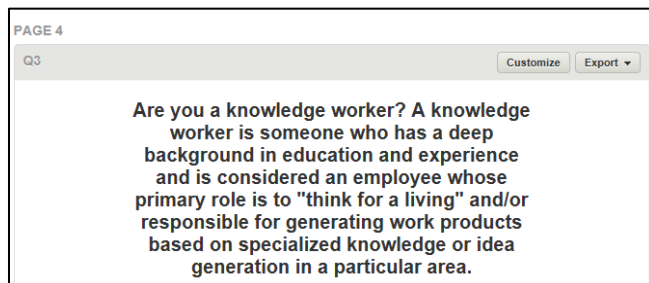 PAGE 4
Q3
Customize
Export
Are you a knowledge worker? A knowledge
worker is someone who has a deep
background in education and experience
and is considered an employee whose
primary role is to "think for a living" and/or
responsible for generating work products
based on specialized knowledge or idea
generation in a particular area.